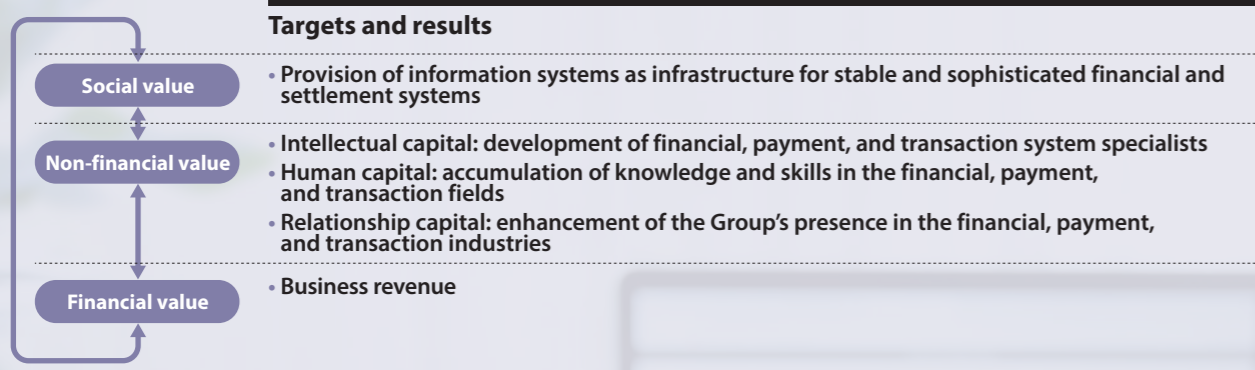 Targets and results
Social value
• Provision of information systems as infrastructure for stable and sophisticated financial and
settlement systems
Non-financial value
• Intellectual capital: development of financial, payment, and transaction system specialists
• Human capital: accumulation of knowledge and skills in the financial, payment,
and transaction fields
• Relationship capital: enhancement of the Group’s presence in the financial, payment,
and transaction industries
Financial value
• Business revenue